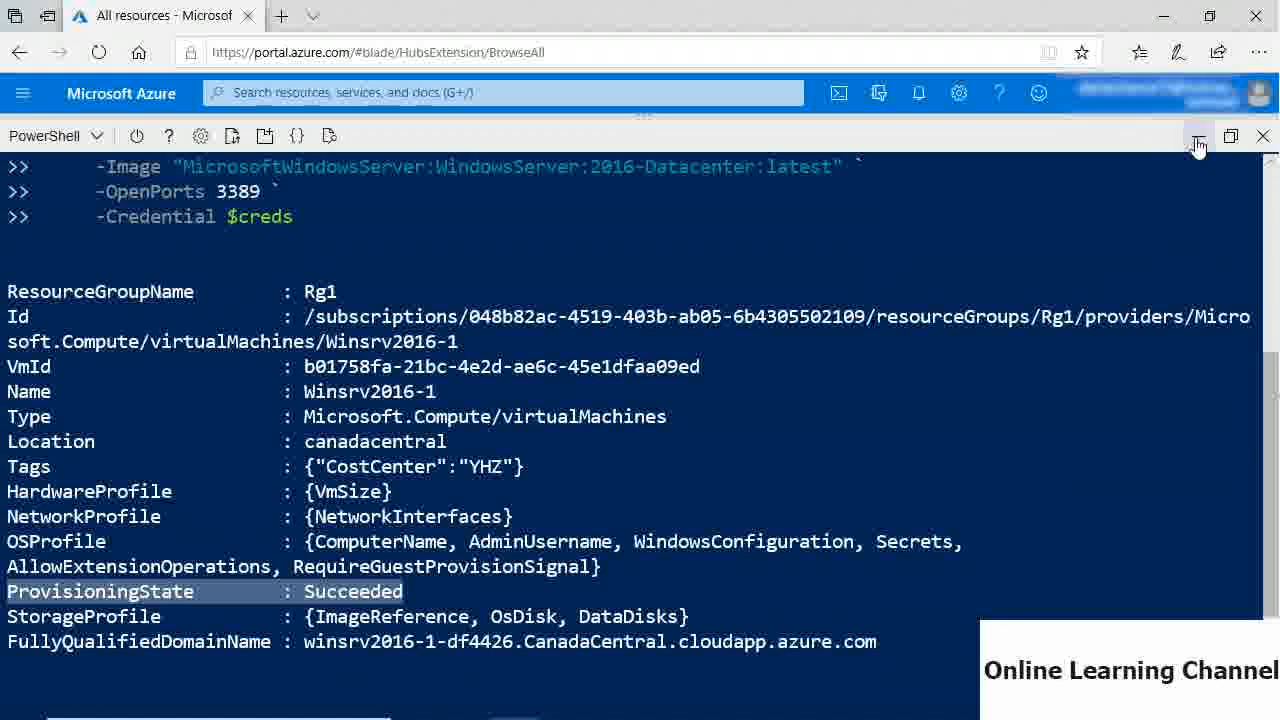 All resources - Microsof
https://portal.azure.com/#blade/HubsExtension/BrowseAll
Microsoft Azure
Search resources, services, and docs (G+/)
PowerShell
>> -Image "MicrosoftWindowsServer:WindowsServer:2016-Datacenter:latest" `
>> -OpenPorts 3389 `
>> -Credential $creds
ResourceGroupName : Rg1
Id : /subscriptions/048b82ac-4519-403b-ab05-6b4305502109/resourceGroups/Rg1/providers/Micro
soft.Compute/virtualMachines/Winsrv2016-1
VmId : b01758fa-21bc-4e2d-ae6c-45e1dfaa09ed
Name : Winsrv2016-1
Type : Microsoft.Compute/virtualMachines
Location : canadacentral
Tags : {"CostCenter":"YHZ"}
HardwareProfile : {VmSize}
NetworkProfile : {NetworkInterfaces}
OSProfile : {ComputerName, AdminUsername, WindowsConfiguration, Secrets,
AllowExtensionOperations, RequireGuestProvisionSignal}
ProvisioningState : Succeeded
StorageProfile : {ImageReference, OsDisk, DataDisks}
FullyQualifiedDomainName : winsrv2016-1-df4426.CanadaCentral.cloudapp.azure.com
Online Learning Channel